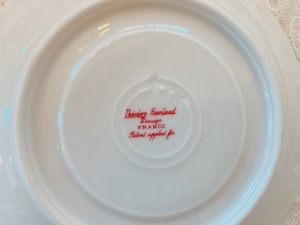 Theodore Haviland
Limoges
FRANCE
Patent applied for